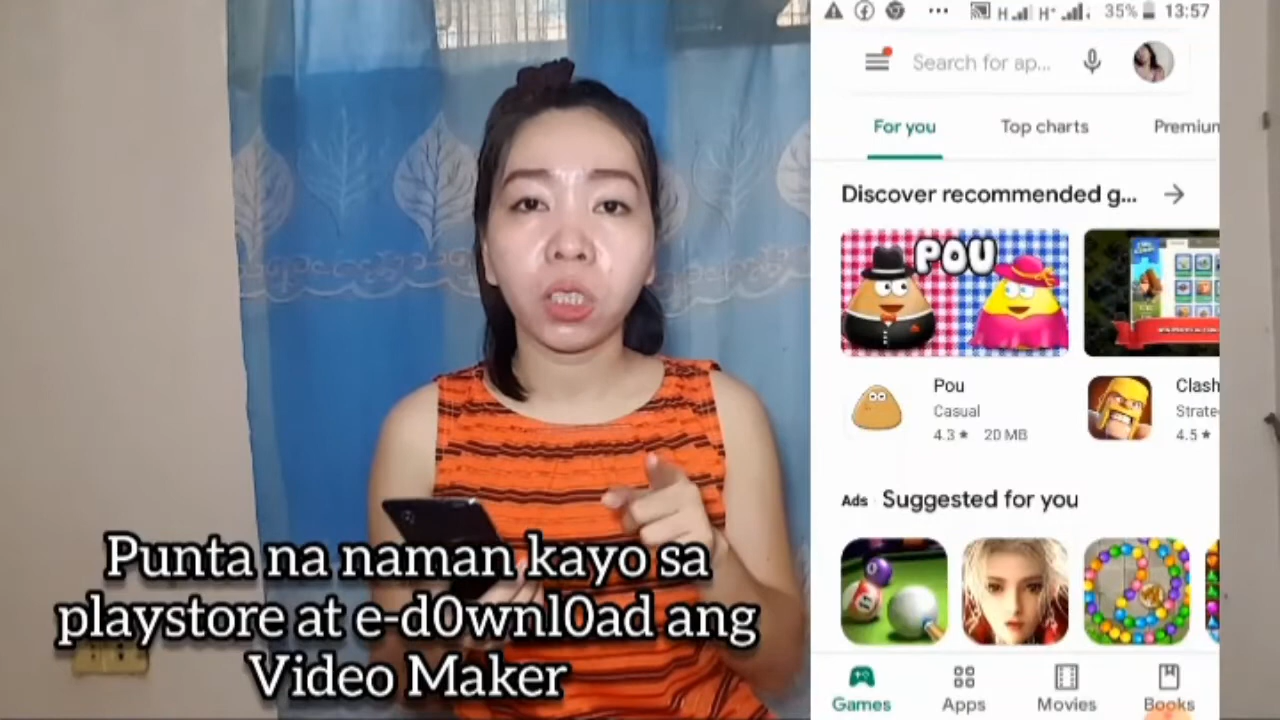 Punta na naman kayo sa
playstore at e-d0wnl0ad ang
Video Maker
H H+ 35% 13:57
Search for ap...
For you Top charts Premium
Discover recommended g...
POU
Pou
Casual
4.3 ★ 20 MB
Clash
Strate
4.5 ★
Ads · Suggested for you
Games Apps Movies Books